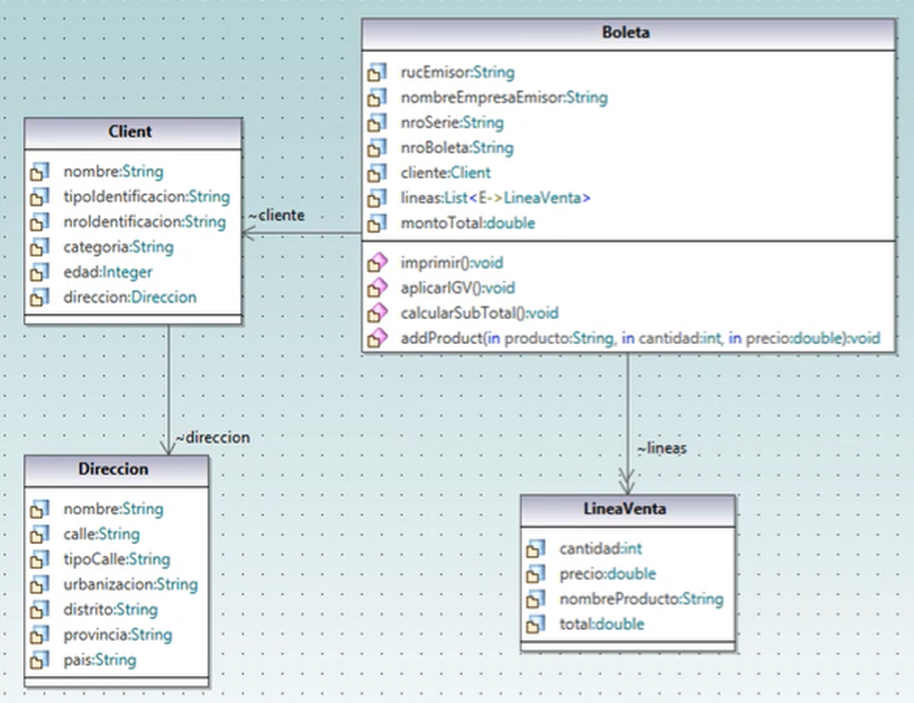 Boleta
rucEmisor:String
nombreEmpresaEmisor:String
nroSerie:String
nroBoleta:String
cliente:Client
lineas:List<E->LineaVenta>
montoTotal:double
imprimir():void
aplicarIGV():void
calcularSubTotal():void
addProduct(in producto:String, in cantidad:int, in precio:double):void
Client
nombre:String
tipoIdentificacion:String
nroIdentificacion:String
categoria:String
edad:Integer
direccion:Direccion
~cliente
~direccion
~lineas
Direccion
nombre:String
calle:String
tipoCalle:String
urbanizacion:String
distrito:String
provincia:String
pais:String
LineaVenta
cantidad:int
precio:double
nombreProducto:String
total:double